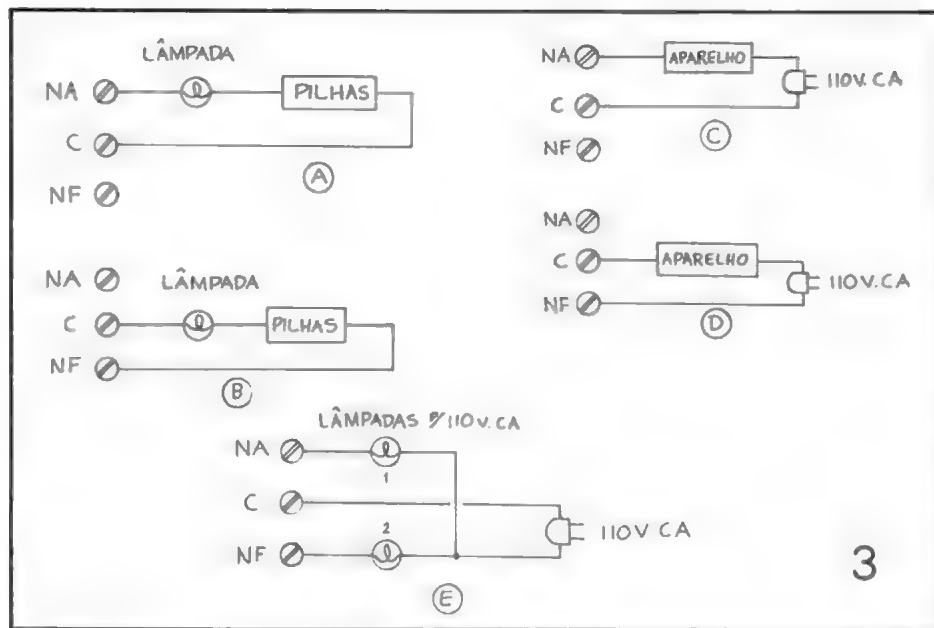 LÂMPADA
NA
PILHAS
C
NF
A
NA
APARELHO
110V.CA
C
NF
C
NA
LÂMPADA
C
PILHAS
NF
B
NA
C
APARELHO
110V.CA
NF
D
LÂMPADAS P/110V.CA
NA
1
C
2
110V CA
NF
E
3